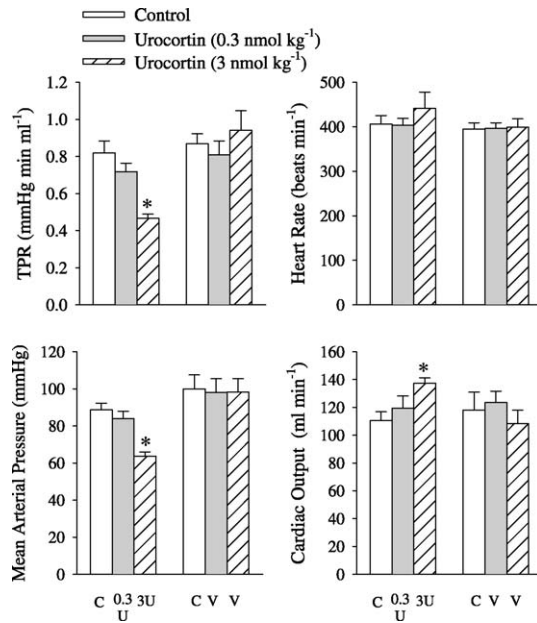 Control
Urocortin (0.3 nmol kg⁻¹)
Urocortin (3 nmol kg⁻¹)
TPR (mmHg min ml⁻¹)
1.2
1.0
0.8
0.6
0.4
0.2
0.0
*
Heart Rate (beats min⁻¹)
500
400
300
200
100
0
Mean Arterial Pressure (mmHg)
120
100
80
60
40
20
0
*
C 0.3 3U C V V
U
Cardiac Output (ml min⁻¹)
160
140
120
100
80
60
40
20
0
*
C 0.3 3U C V V
U